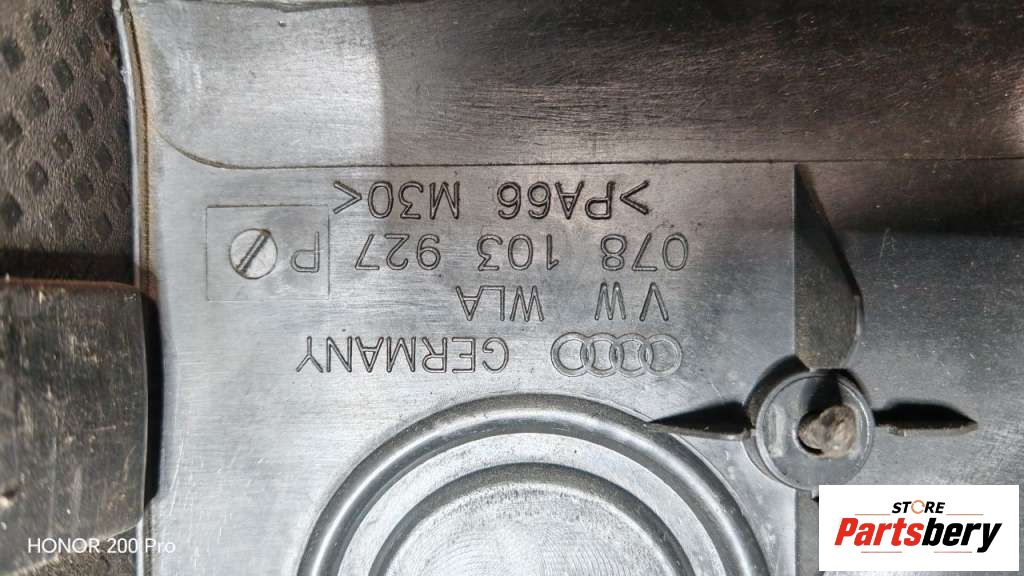 >PA66 M30<
078 103 927 P
VW WLA
GERMANY
HONOR 200 Pro
STORE
Partsbery